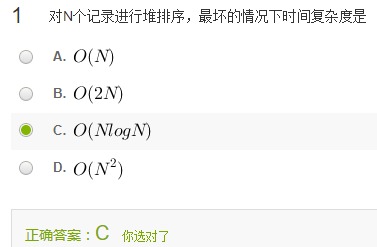 1 对N个记录进行堆排序，最坏的情况下时间复杂度是
A. O(N)
B. O(2N)
C. O(NlogN)
D. O(N²)
正确答案：C 你选对了